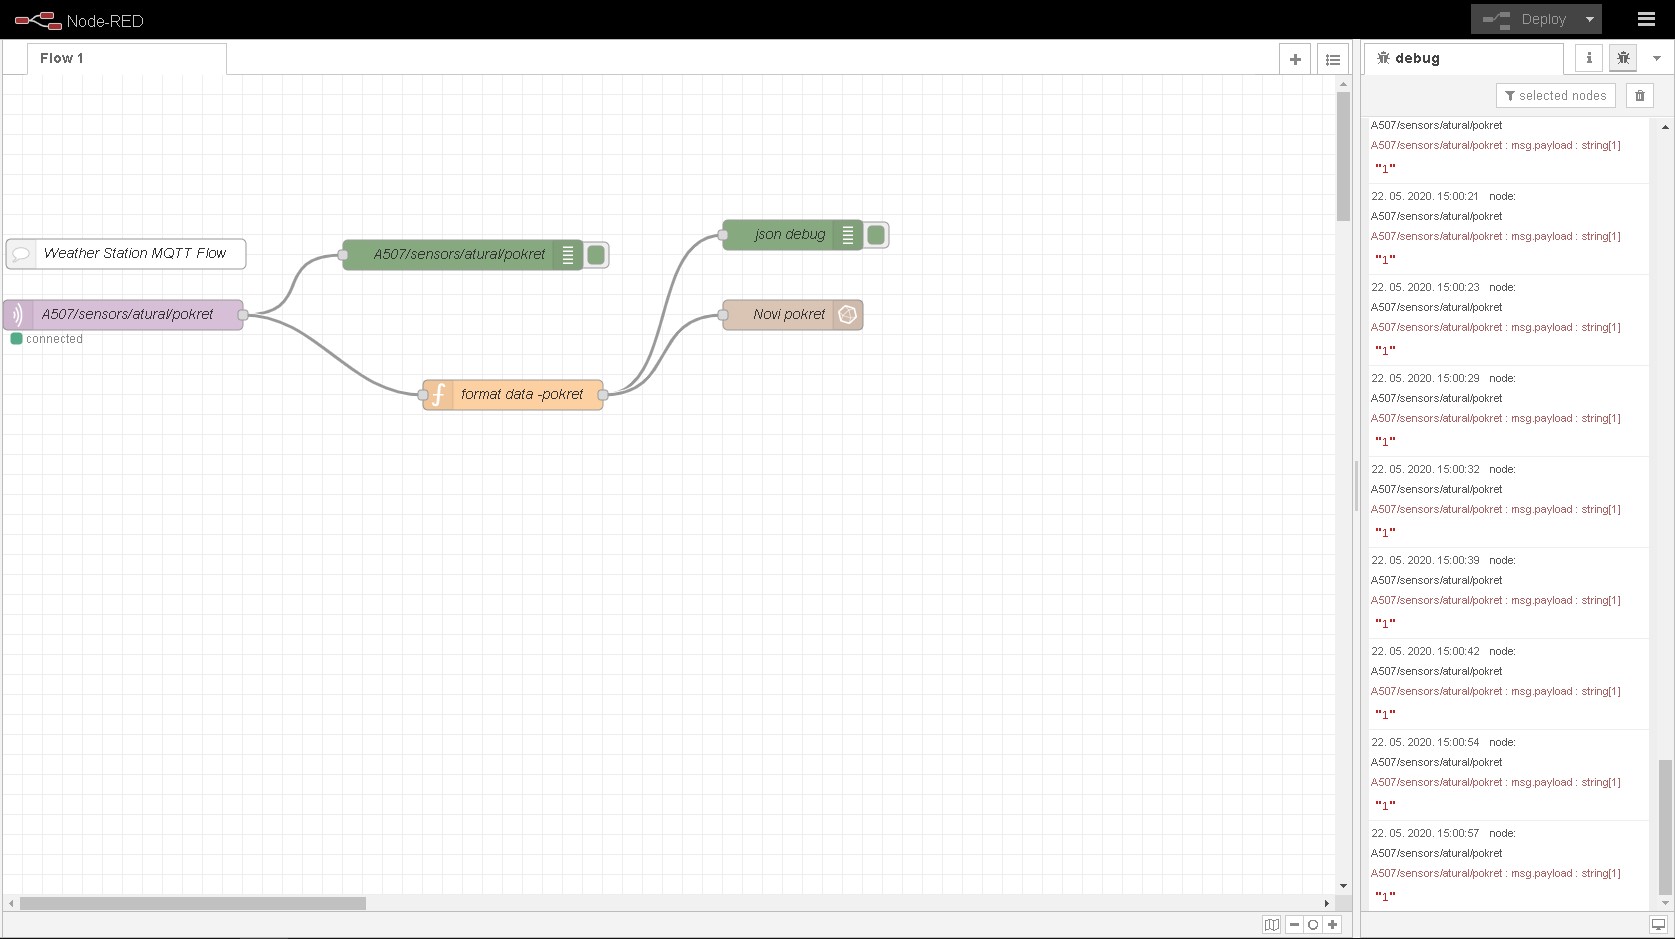 Node-RED
Deploy
Flow 1
debug
selected nodes
Weather Station MQTT Flow
A507/sensors/atural/pokret
json debug
A507/sensors/atural/pokret
connected
Novi pokret
format data -pokret
A507/sensors/atural/pokret
A507/sensors/atural/pokret : msg.payload : string[1]
"1"
22. 05. 2020. 15:00:21 node:
A507/sensors/atural/pokret
A507/sensors/atural/pokret : msg.payload : string[1]
"1"
22. 05. 2020. 15:00:23 node:
A507/sensors/atural/pokret
A507/sensors/atural/pokret : msg.payload : string[1]
"1"
22. 05. 2020. 15:00:29 node:
A507/sensors/atural/pokret
A507/sensors/atural/pokret : msg.payload : string[1]
"1"
22. 05. 2020. 15:00:32 node:
A507/sensors/atural/pokret
A507/sensors/atural/pokret : msg.payload : string[1]
"1"
22. 05. 2020. 15:00:39 node:
A507/sensors/atural/pokret
A507/sensors/atural/pokret : msg.payload : string[1]
"1"
22. 05. 2020. 15:00:42 node:
A507/sensors/atural/pokret
A507/sensors/atural/pokret : msg.payload : string[1]
"1"
22. 05. 2020. 15:00:54 node:
A507/sensors/atural/pokret
A507/sensors/atural/pokret : msg.payload : string[1]
"1"
22. 05. 2020. 15:00:57 node:
A507/sensors/atural/pokret
A507/sensors/atural/pokret : msg.payload : string[1]
"1"